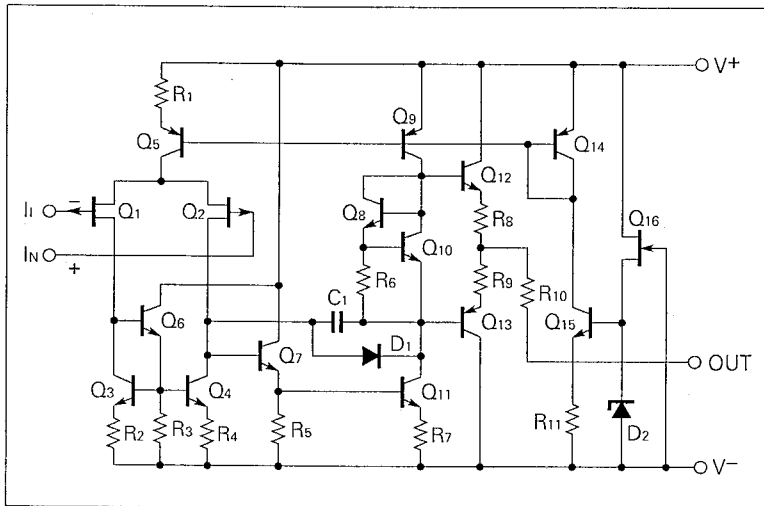 V+
R1
Q9
Q5
Q14
Q12
Q16
II
−
Q1
Q2
Q8
R8
IN
+
Q10
R6
R9
R10
C1
Q6
Q13
Q15
D1
OUT
Q3
Q4
Q7
Q11
R2
R3
R4
R5
R7
R11
D2
V−